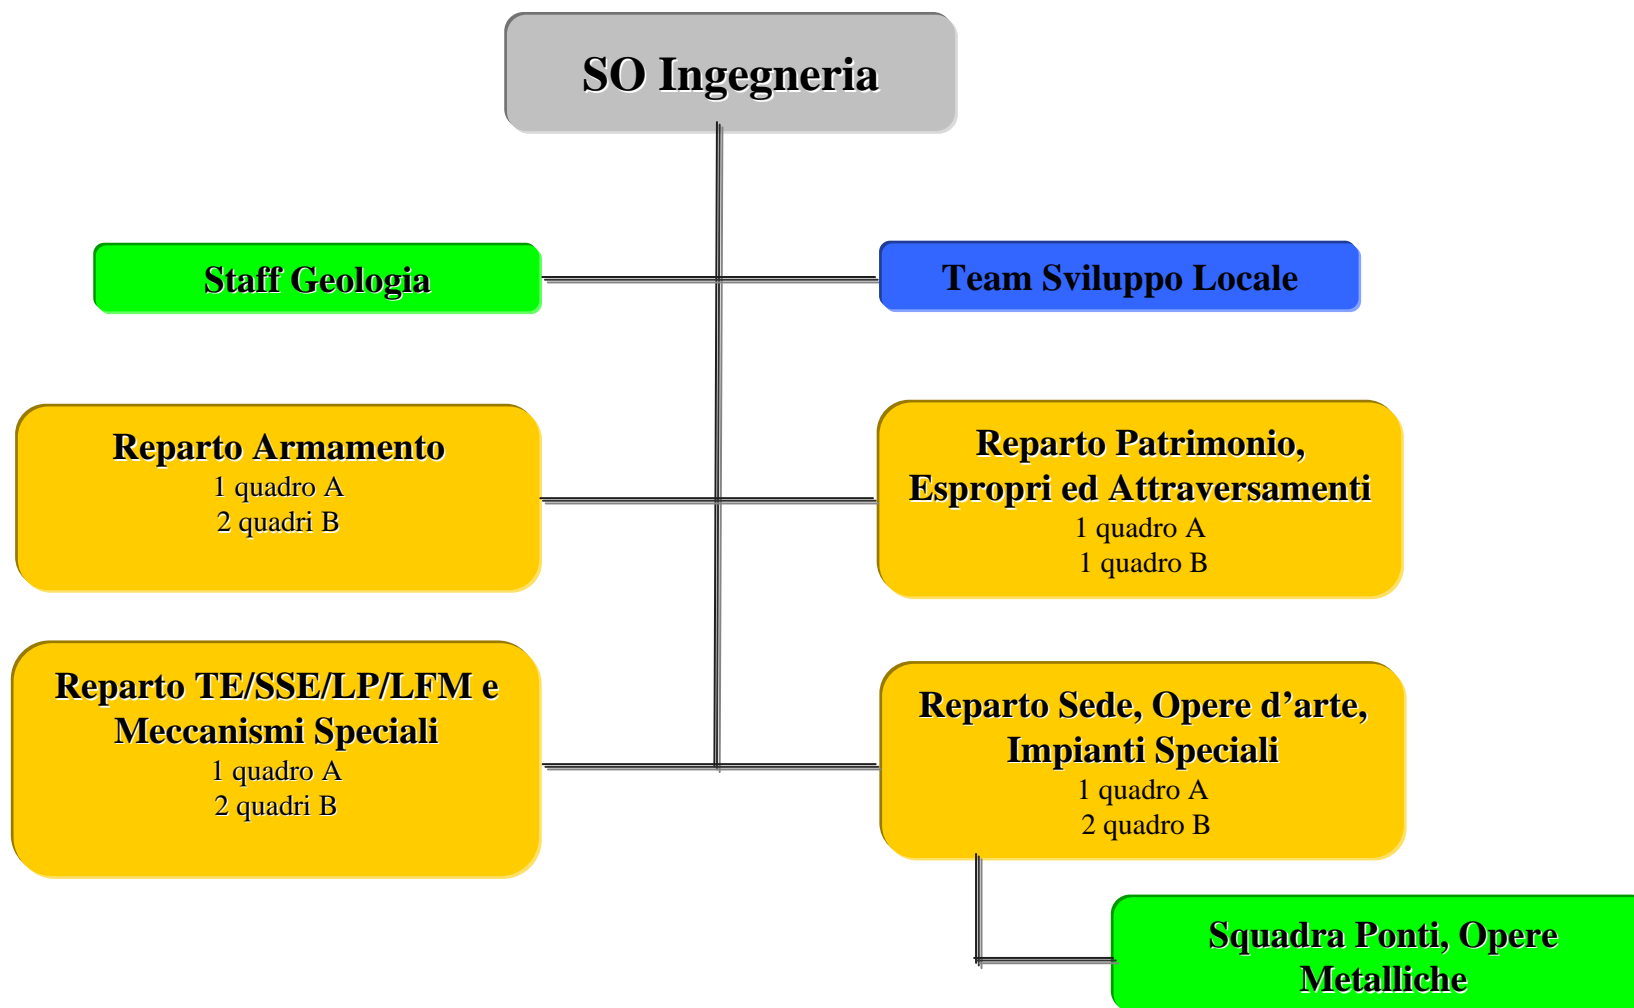 SO Ingegneria
Staff Geologia
Team Sviluppo Locale
Reparto Armamento
1 quadro A
2 quadri B
Reparto Patrimonio,
Espropri ed Attraversamenti
1 quadro A
1 quadro B
Reparto TE/SSE/LP/LFM e
Meccanismi Speciali
1 quadro A
2 quadri B
Reparto Sede, Opere d’arte,
Impianti Speciali
1 quadro A
2 quadro B
Squadra Ponti, Opere
Metalliche